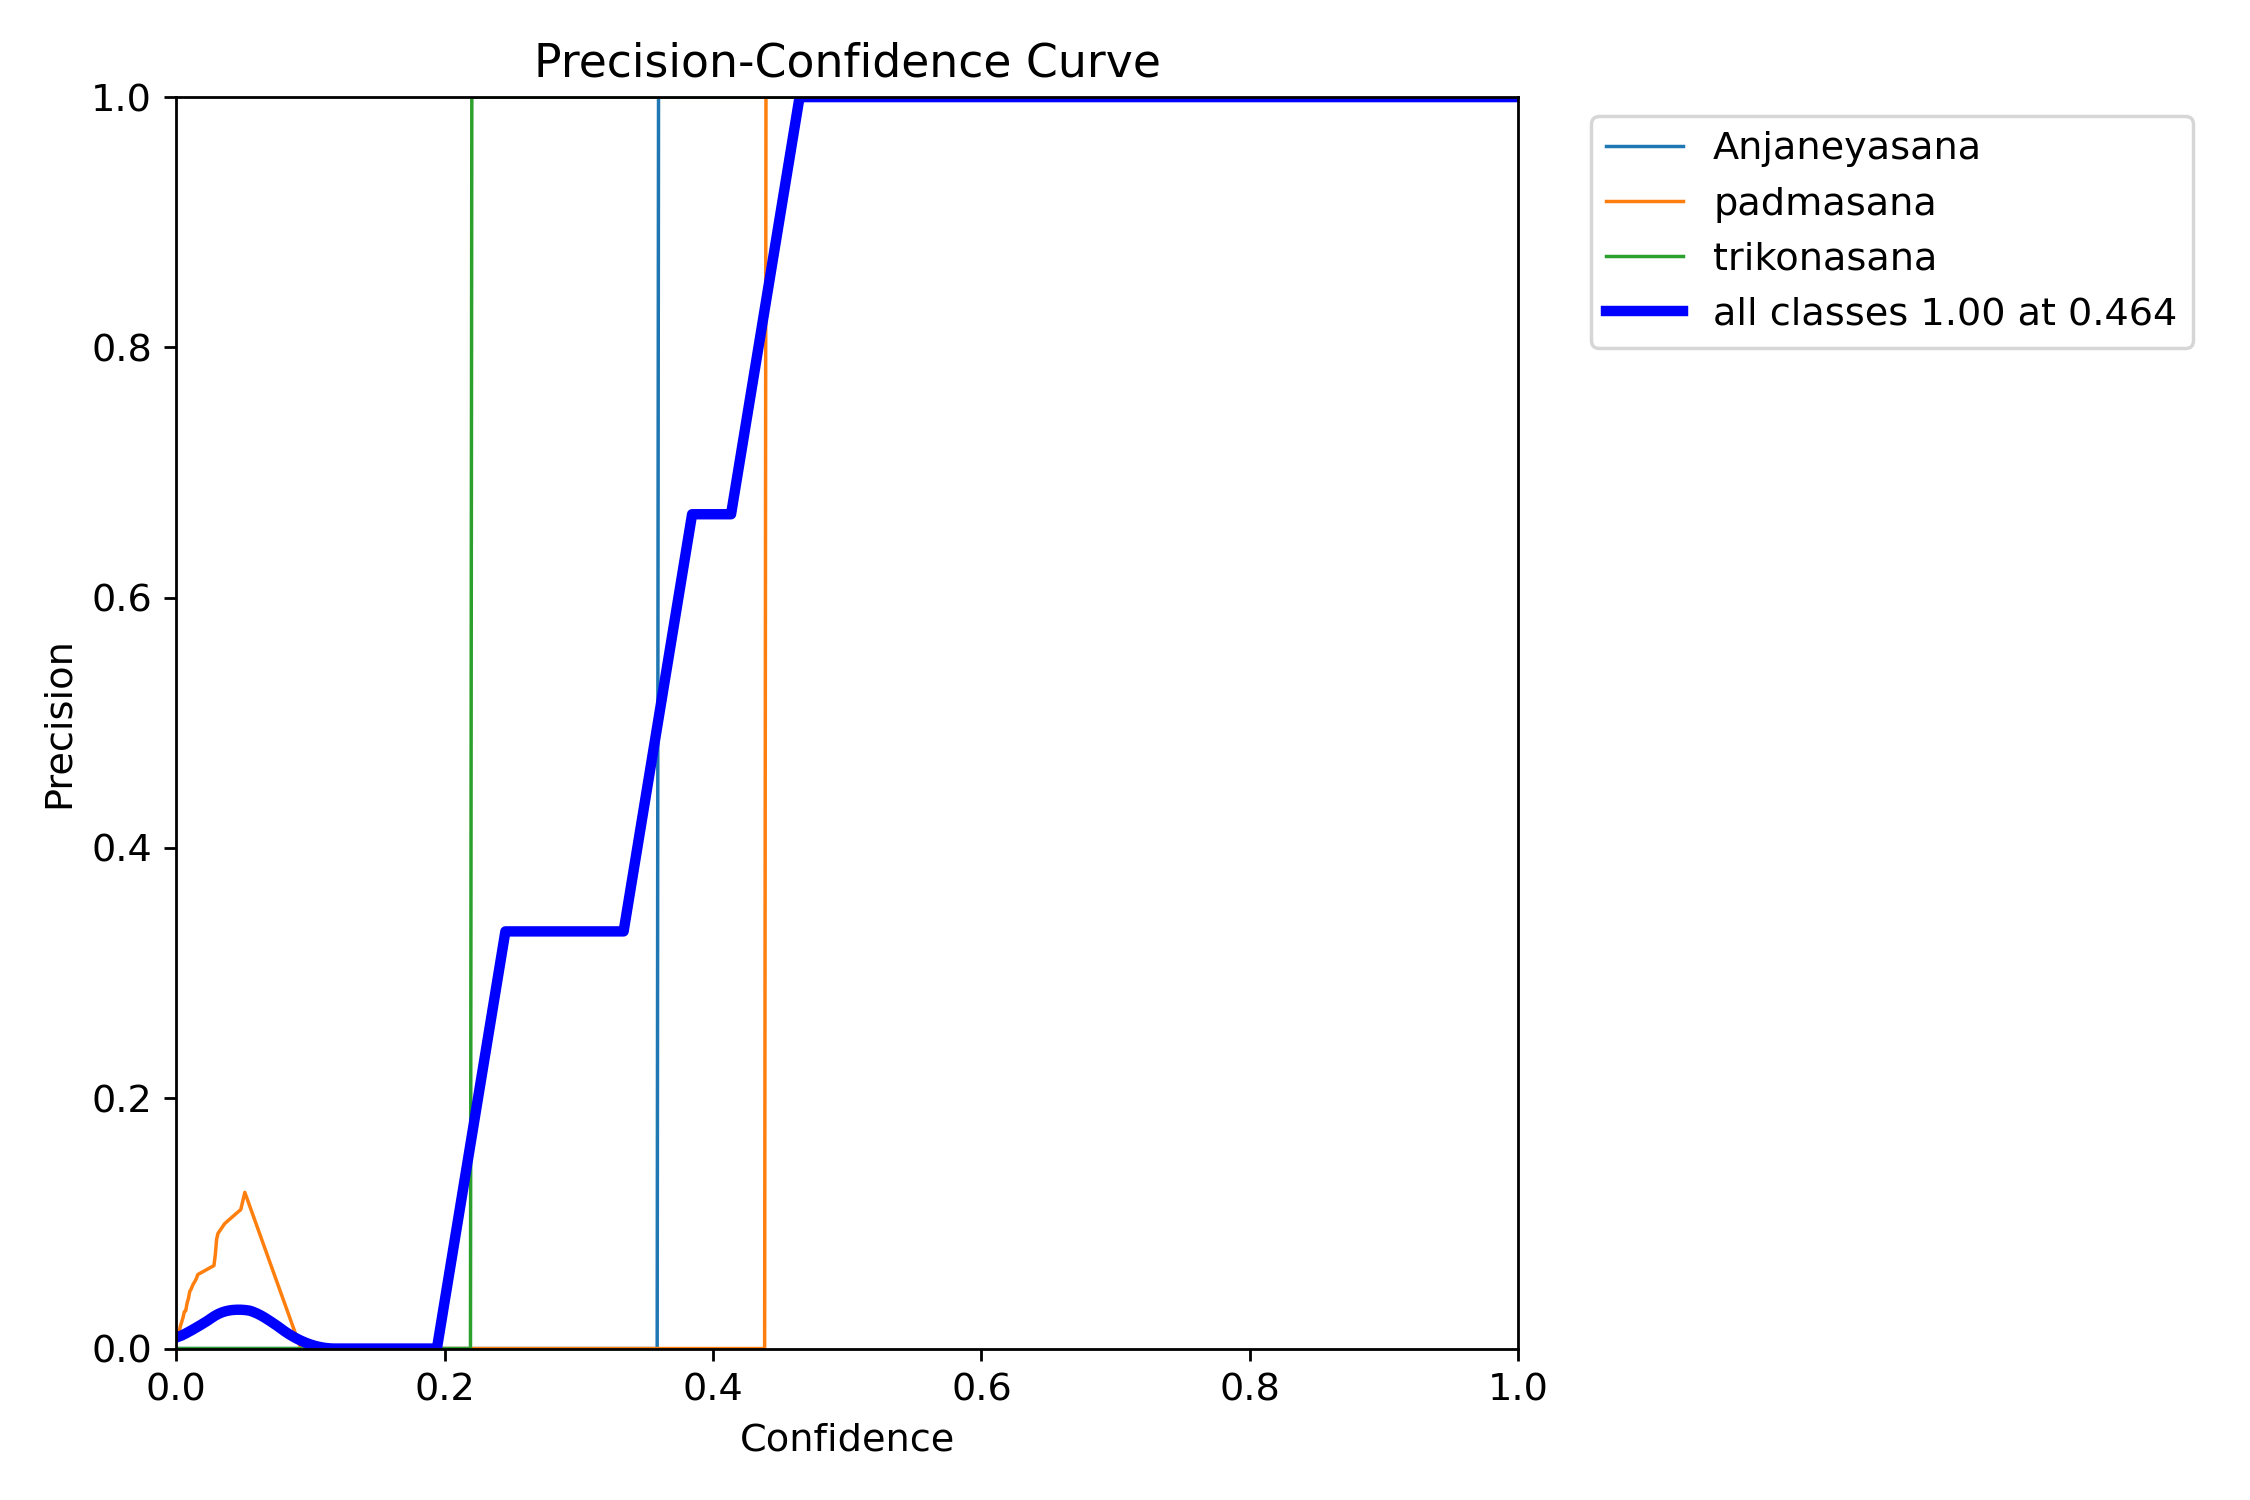 Precision-Confidence Curve
1.0
0.8
0.6
0.4
0.2
0.0
Precision
0.0 0.2 0.4 0.6 0.8 1.0
Confidence
Anjaneyasana
padmasana
trikonasana
all classes 1.00 at 0.464